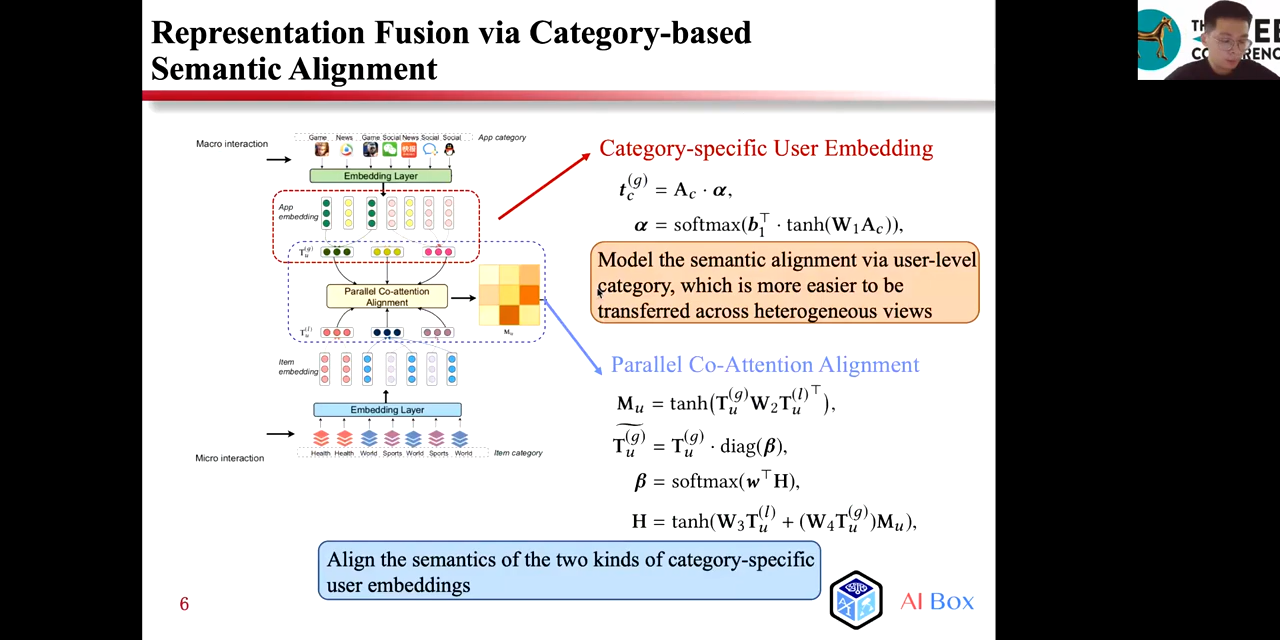 Representation Fusion via Category-based
Semantic Alignment
Macro interaction
Game News Game Social News Social Social
App category
快报
Embedding Layer
App
embedding
T_u^(g)
Parallel Co-attention
Alignment
M_u
T_u^(l)
Item
embedding
Embedding Layer
Micro interaction
Health Health World Sports World Sports World
Item category
Category-specific User Embedding
t_c^(g) = A_c · α,
α = softmax(b_1^⊤ · tanh(W_1 A_c)),
Model the semantic alignment via user-level
category, which is more easier to be
transferred across heterogeneous views
Parallel Co-Attention Alignment
M_u = tanh(T_u^(g) W_2 T_u^(l)^⊤),
T̃_u^(g) = T_u^(g) · diag(β),
β = softmax(w^⊤ H),
H = tanh(W_3 T_u^(l) + (W_4 T_u^(g)) M_u),
Align the semantics of the two kinds of category-specific
user embeddings
6
AI Box